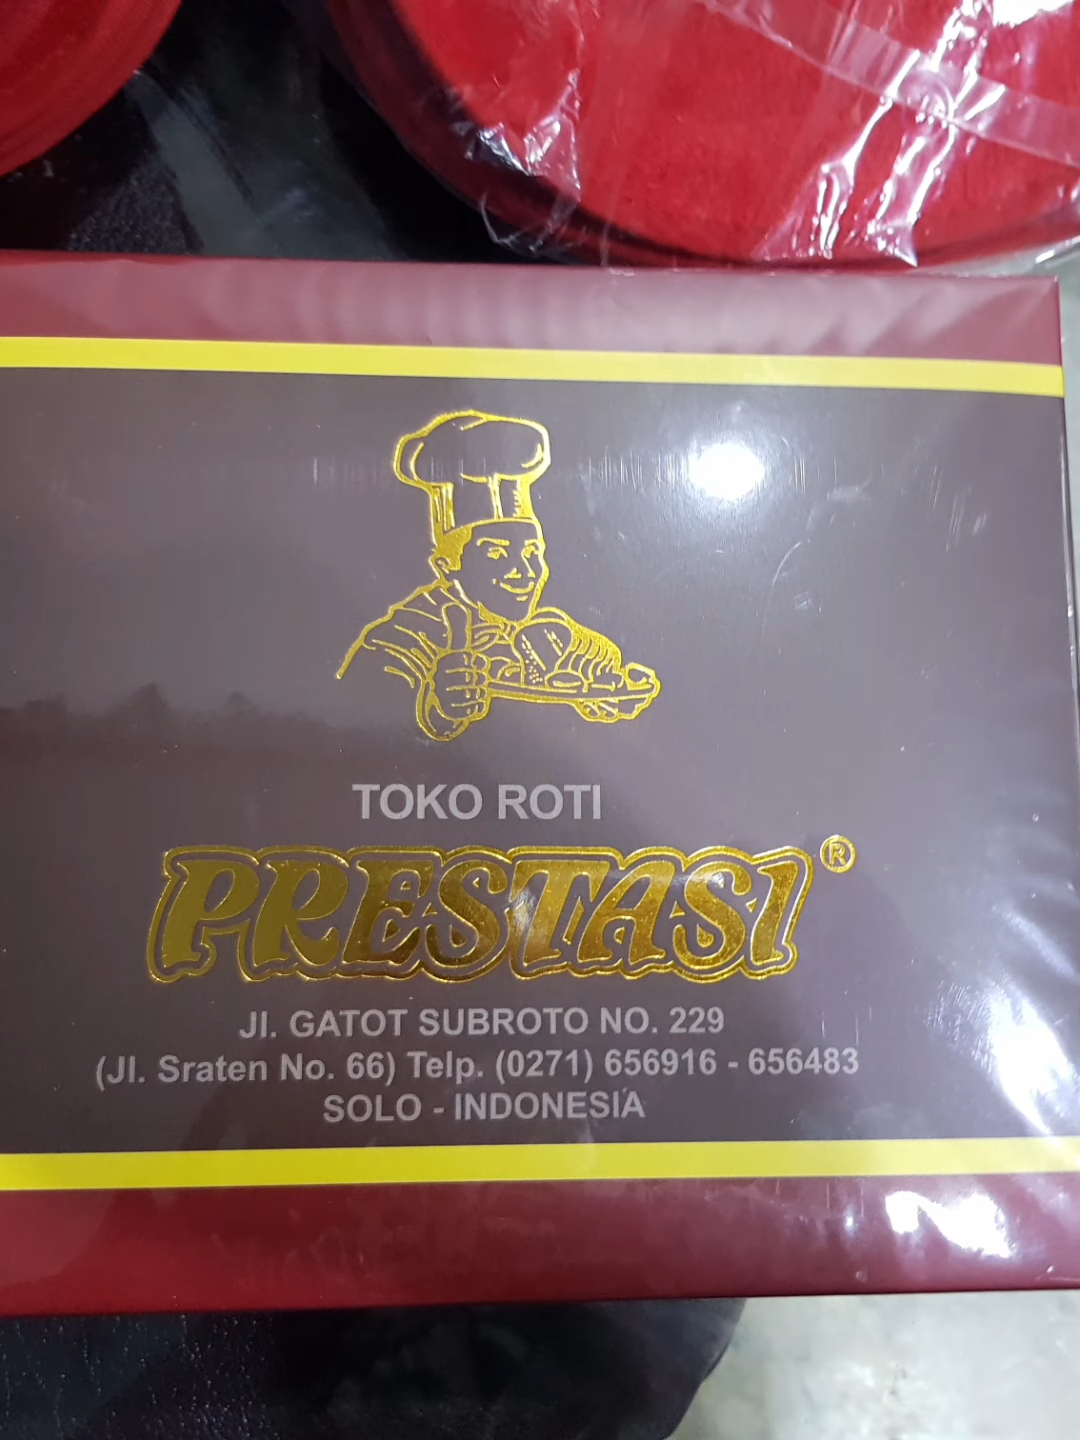 TOKO ROTI
PRESTASI®
Jl. GATOT SUBROTO NO. 229
(Jl. Sraten No. 66) Telp. (0271) 656916 - 656483
SOLO - INDONESIA